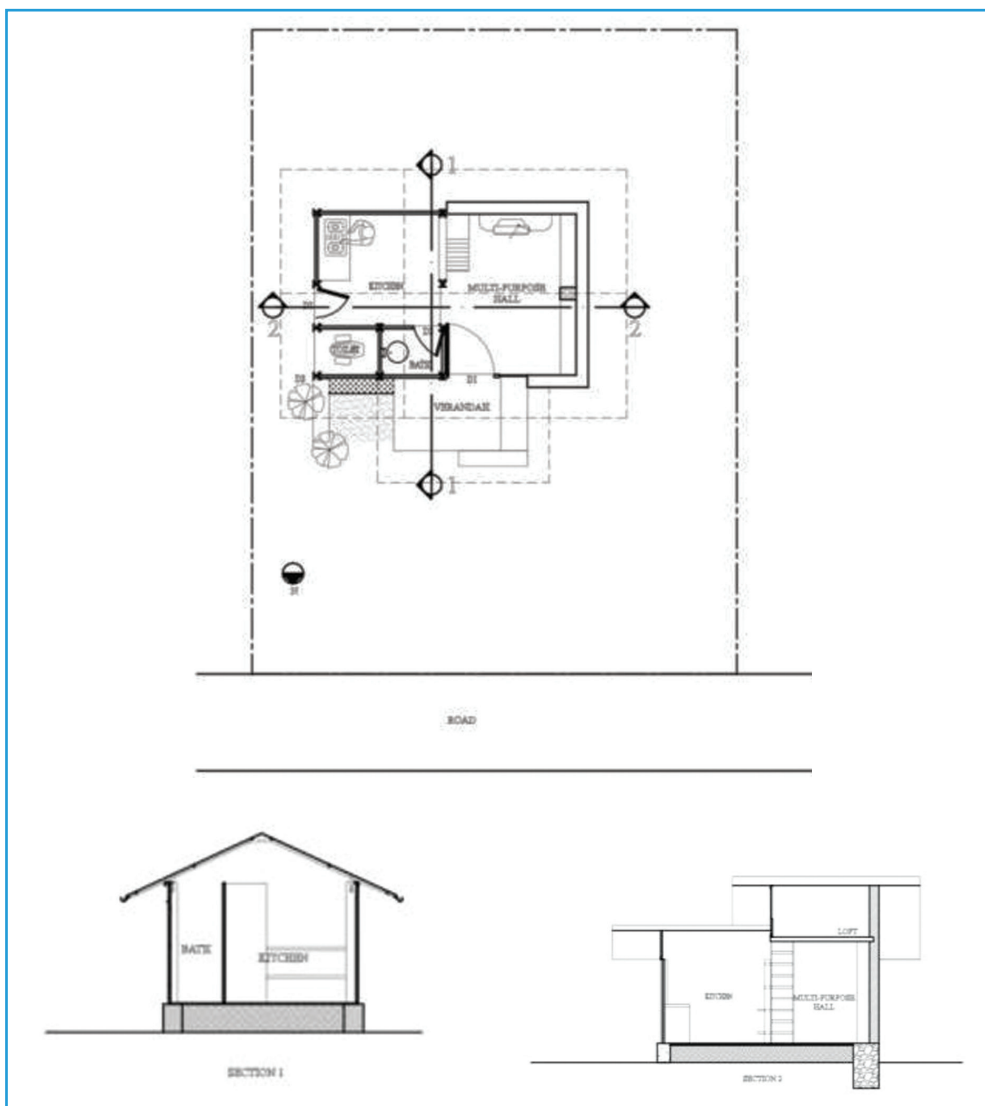 1
KITCHEN
MULTI-PURPOSE
HALL
2
2
TOILET
BATH
D1
VERANDAH
1
N
ROAD
BATH
KITCHEN
SECTION 1
LOFT
KITCHEN
MULTI-PURPOSE
HALL
SECTION 2